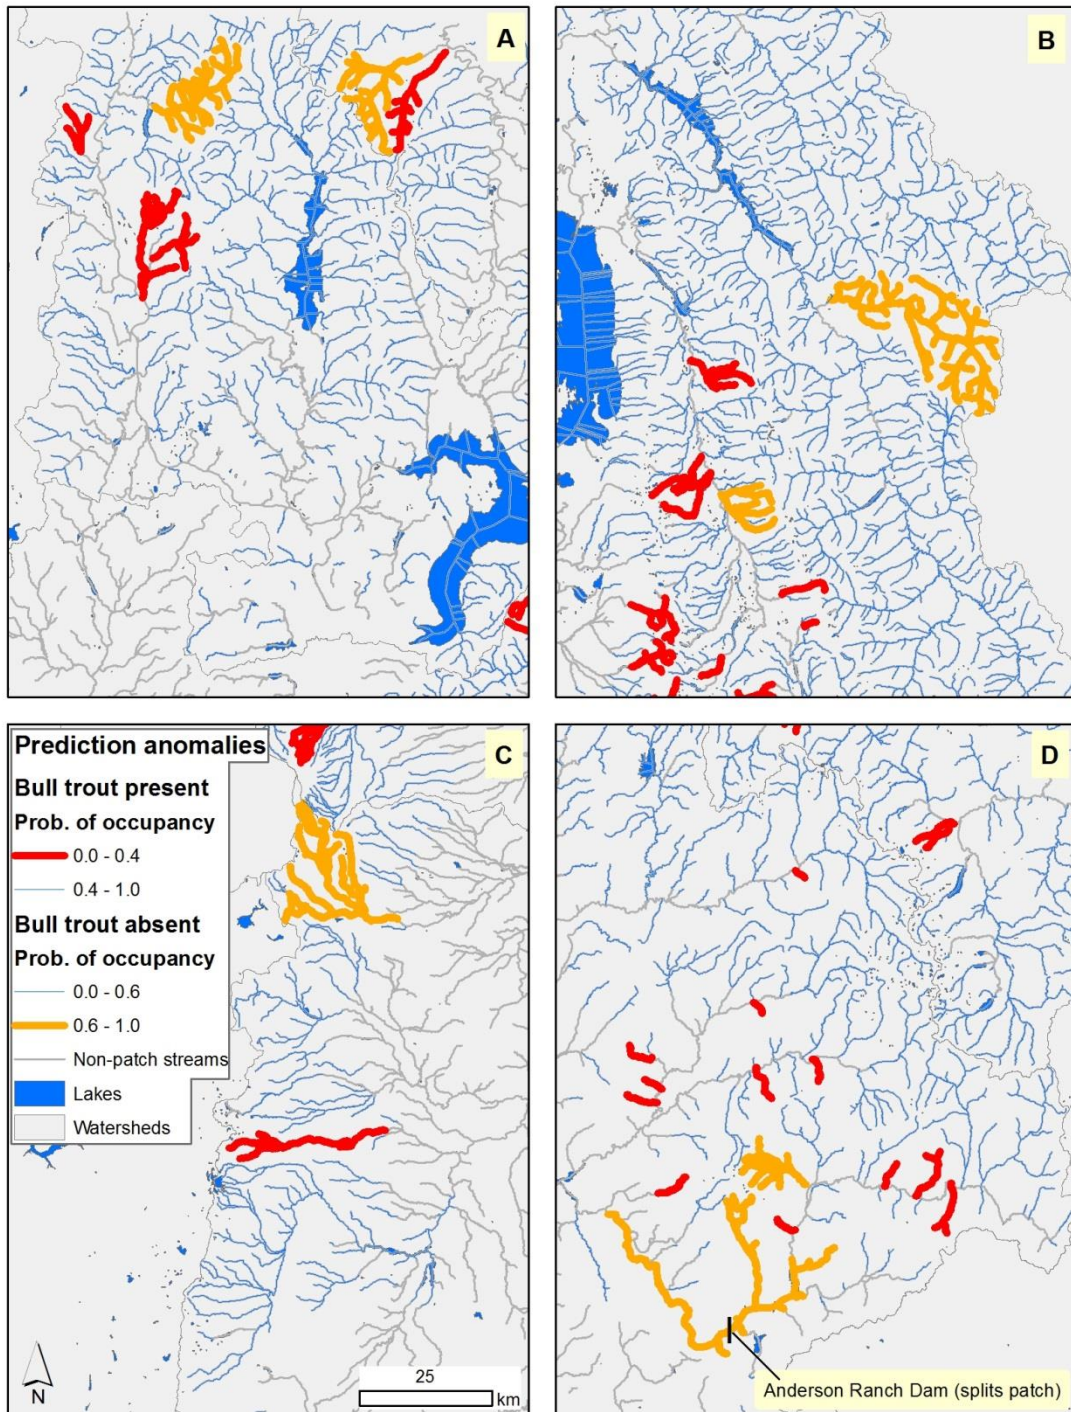 A
B
Prediction anomalies
Bull trout present
Prob. of occupancy
0.0 - 0.4
0.4 - 1.0
Bull trout absent
Prob. of occupancy
0.0 - 0.6
0.6 - 1.0
Non-patch streams
Lakes
Watersheds
C
N
25
km
D
Anderson Ranch Dam (splits patch)